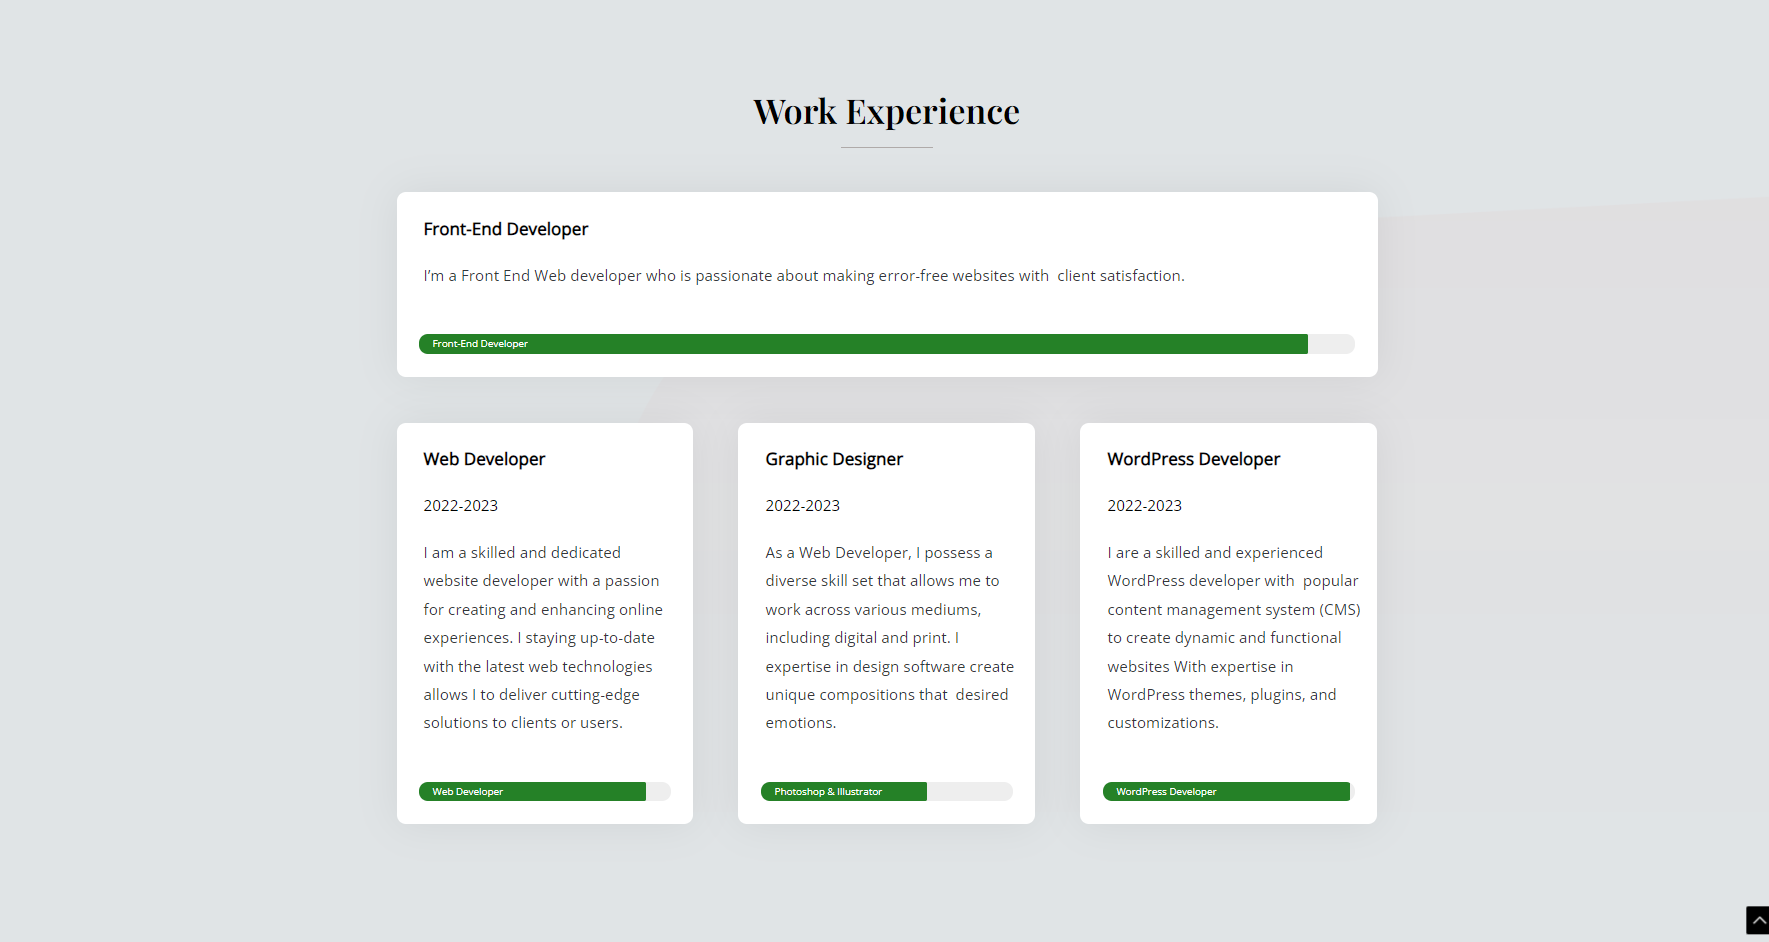 Work Experience
Front-End Developer
I’m a Front End Web developer who is passionate about making error-free websites with  client satisfaction.
Front-End Developer
Web Developer
2022-2023
I am a skilled and dedicated
website developer with a passion
for creating and enhancing online
experiences. I staying up-to-date
with the latest web technologies
allows I to deliver cutting-edge
solutions to clients or users.
Web Developer
Graphic Designer
2022-2023
As a Web Developer, I possess a
diverse skill set that allows me to
work across various mediums,
including digital and print. I
expertise in design software create
unique compositions that  desired
emotions.
Photoshop & Illustrator
WordPress Developer
2022-2023
I are a skilled and experienced
WordPress developer with  popular
content management system (CMS)
to create dynamic and functional
websites With expertise in
WordPress themes, plugins, and
customizations.
WordPress Developer